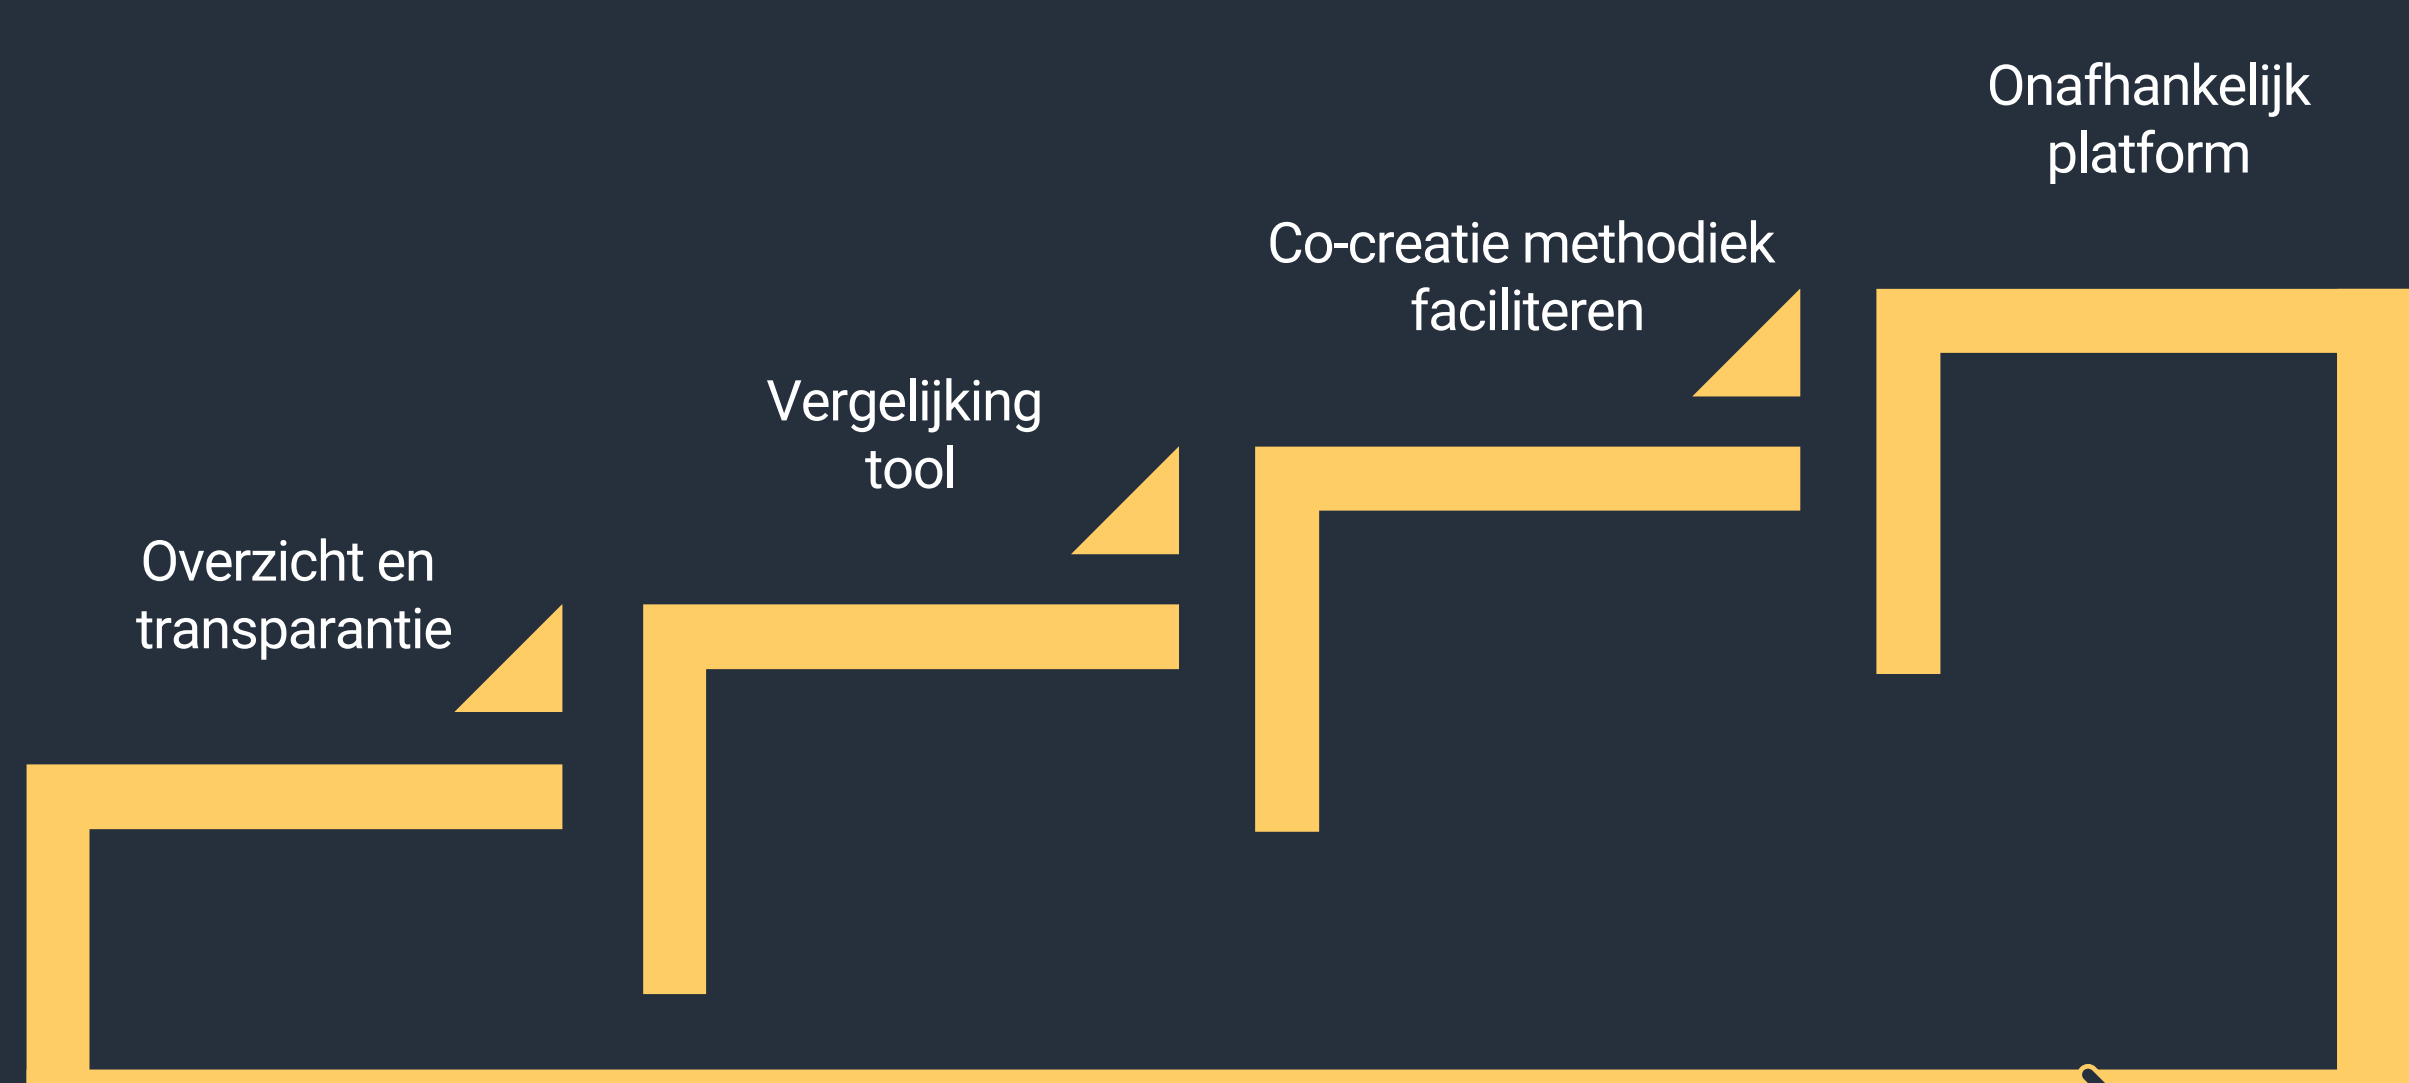 Onafhankelijk
platform
Co-creatie methodiek
faciliteren
Vergelijking
tool
Overzicht en
transparantie